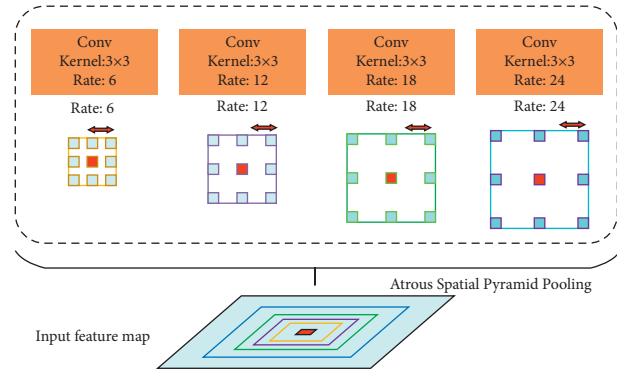 Conv
Kernel:3×3
Rate: 6
Conv
Kernel:3×3
Rate: 12
Conv
Kernel:3×3
Rate: 18
Conv
Kernel:3×3
Rate: 24
Rate: 6
Rate: 12
Rate: 18
Rate: 24
Atrous Spatial Pyramid Pooling
Input feature map